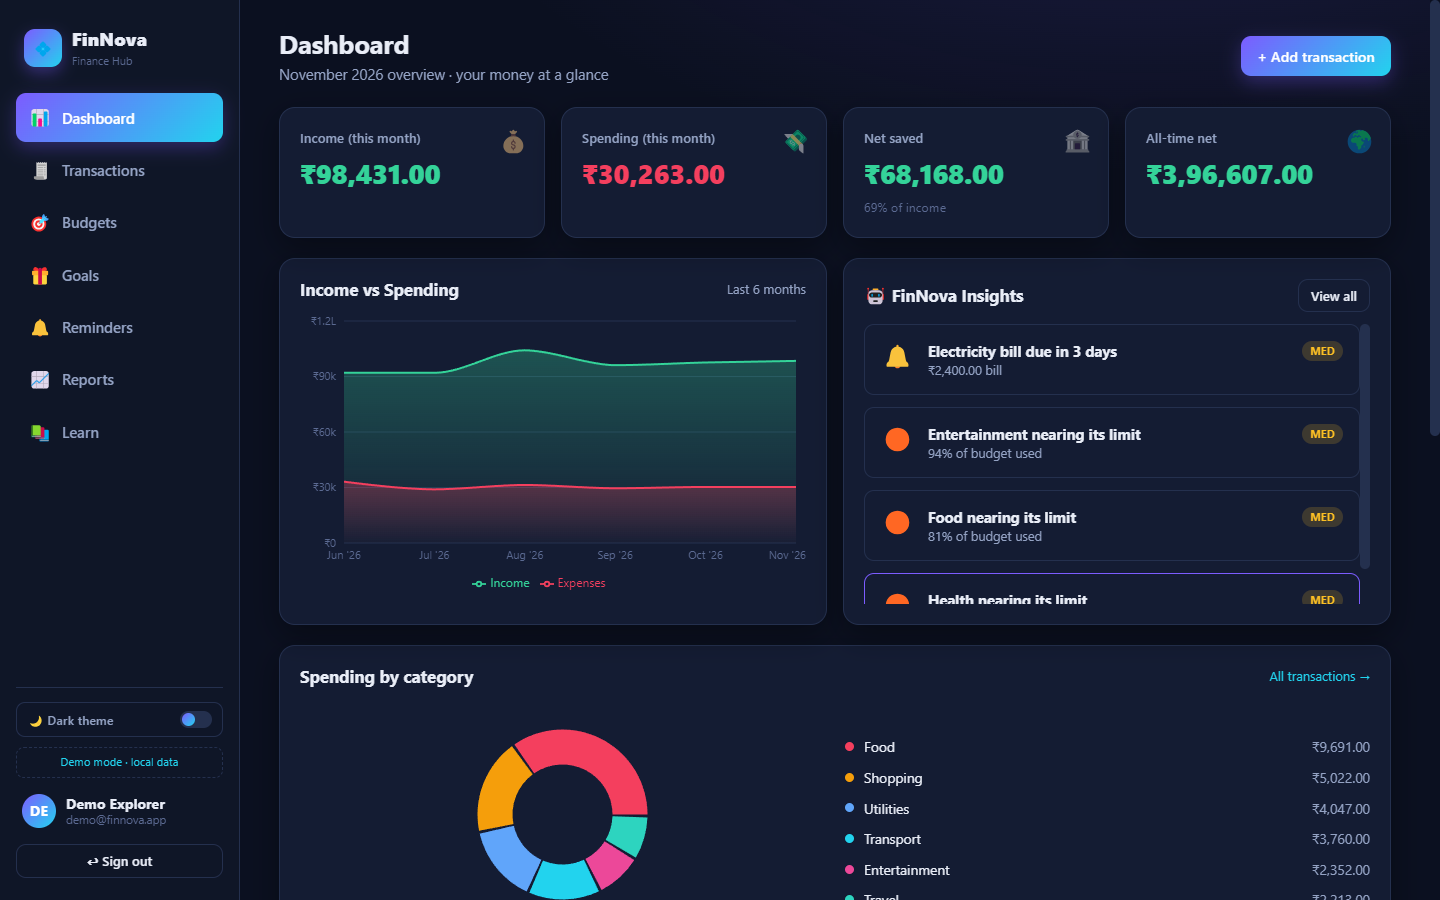 FinNova
Finance Hub
Dashboard
Transactions
Budgets
Goals
Reminders
Reports
Learn
Dark theme
Demo mode · local data
DE
Demo Explorer
demo@finnova.app
↩ Sign out
Dashboard
November 2026 overview · your money at a glance
+ Add transaction
Income (this month)
₹98,431.00
Spending (this month)
₹30,263.00
Net saved
₹68,168.00
69% of income
All-time net
₹3,96,607.00
Income vs Spending
Last 6 months
₹1.2L
₹90k
₹60k
₹30k
₹0
Jun '26
Jul '26
Aug '26
Sep '26
Oct '26
Nov '26
Income
Expenses
FinNova Insights
View all
Electricity bill due in 3 days
MED
₹2,400.00 bill
Entertainment nearing its limit
MED
94% of budget used
Food nearing its limit
MED
81% of budget used
Health nearing its limit
MED
Spending by category
All transactions →
Food ₹9,691.00
Shopping ₹5,022.00
Utilities ₹4,047.00
Transport ₹3,760.00
Entertainment ₹2,352.00
Travel ₹2,213.00